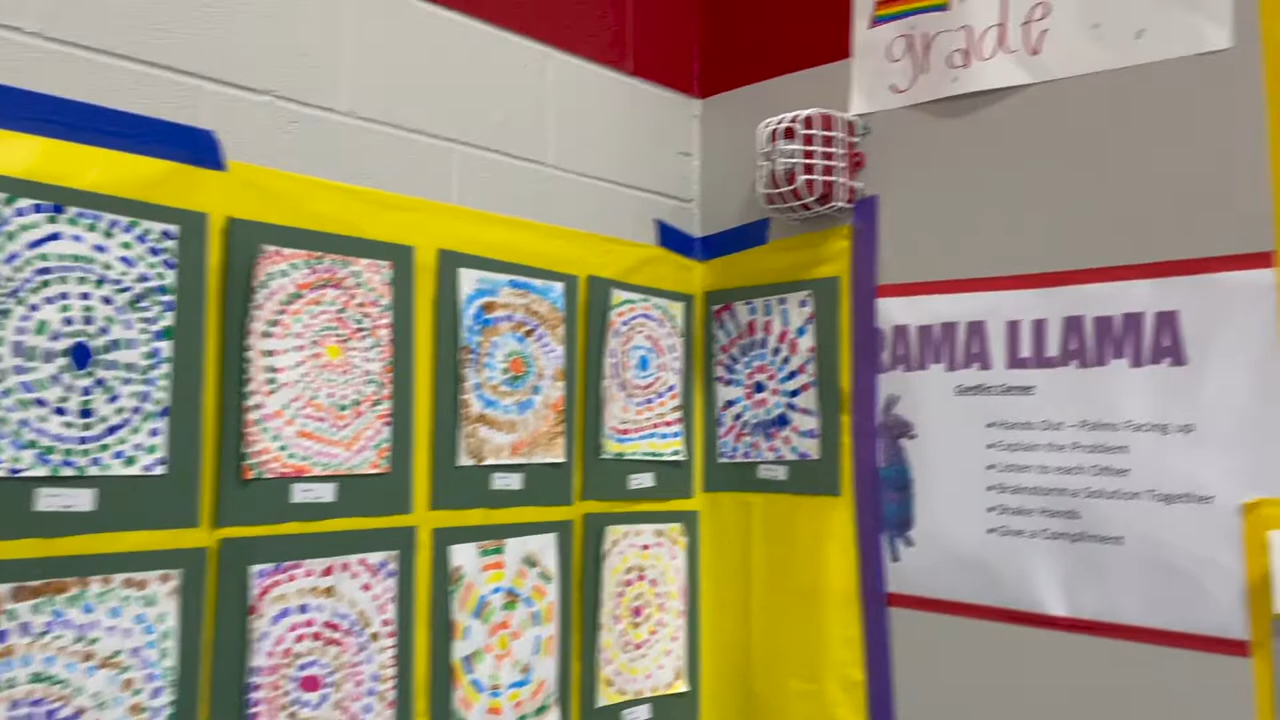 grade
RAMA LLAMA
Conflict Corner
Hands Out – Palms Facing up
Explain the Problem
Listen to each Other
Brainstorm a Solution Together
Shake Hands
Give a Compliment